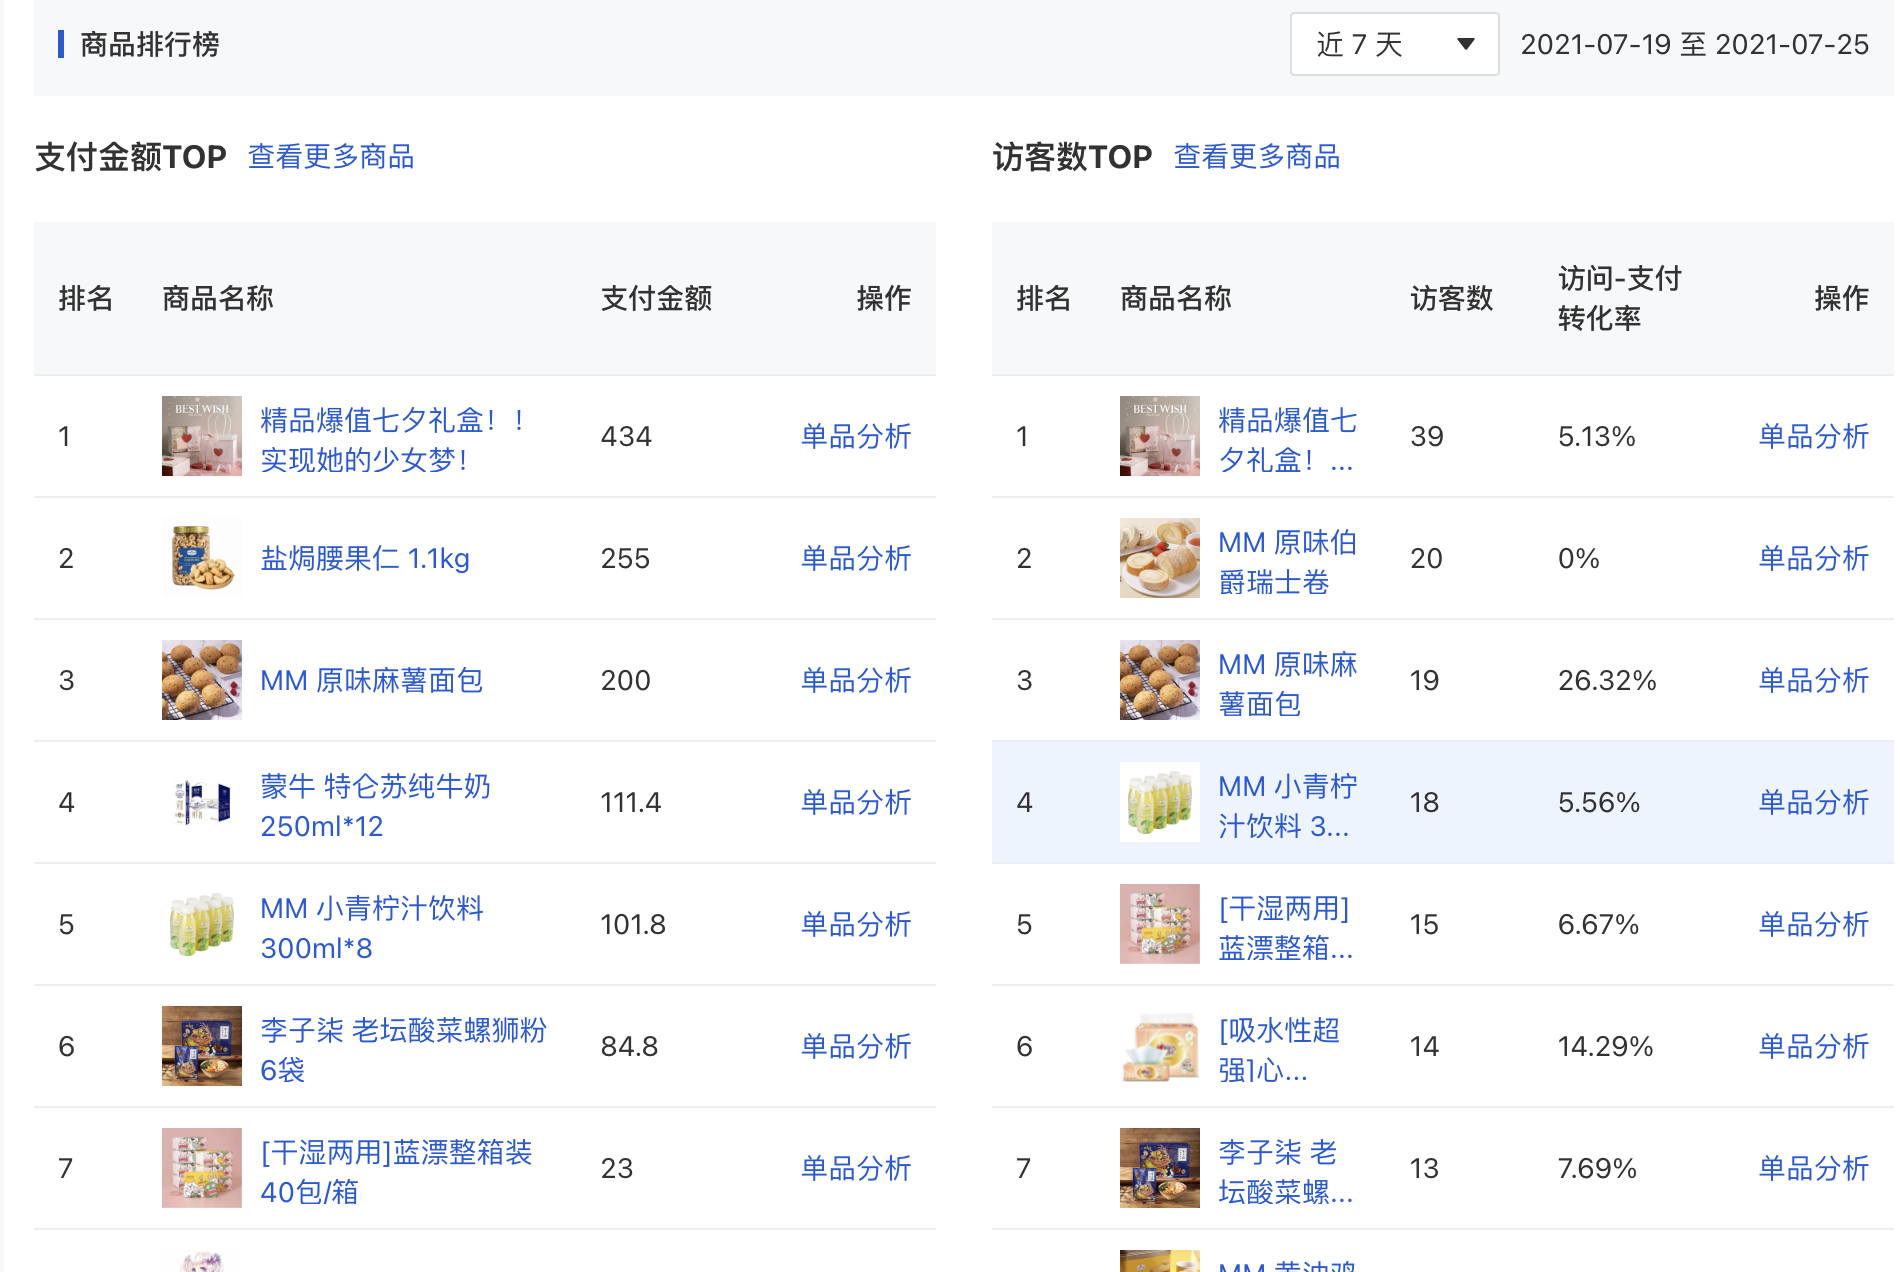 商品排行榜
近 7 天
2021-07-19 至 2021-07-25
支付金额TOP 查看更多商品
排名 商品名称 支付金额 操作
1 精品爆值七夕礼盒！！
实现她的少女梦！ 434 单品分析
2 盐焗腰果仁 1.1kg 255 单品分析
3 MM 原味麻薯面包 200 单品分析
4 蒙牛 特仑苏纯牛奶
250ml*12 111.4 单品分析
5 MM 小青柠汁饮料
300ml*8 101.8 单品分析
6 李子柒 老坛酸菜螺狮粉
6袋 84.8 单品分析
7 [干湿两用]蓝漂整箱装
40包/箱 23 单品分析
访客数TOP 查看更多商品
排名 商品名称 访客数 访问-支付
转化率 操作
1 精品爆值七
夕礼盒！... 39 5.13% 单品分析
2 MM 原味伯
爵瑞士卷 20 0% 单品分析
3 MM 原味麻
薯面包 19 26.32% 单品分析
4 MM 小青柠
汁饮料 3... 18 5.56% 单品分析
5 [干湿两用]
蓝漂整箱... 15 6.67% 单品分析
6 [吸水性超
强]心... 14 14.29% 单品分析
7 李子柒 老
坛酸菜螺... 13 7.69% 单品分析
MM 黄油鸡
BEST WISH
BEST WISH